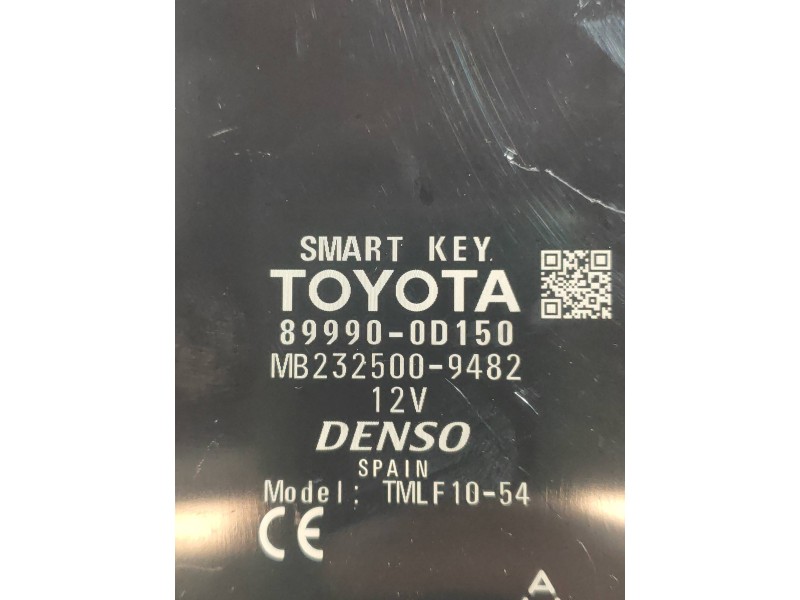 SMART KEY.
TOYOTA
89990-0D150
MB232500-9482
12V
DENSO
SPAIN
Model: TMLF10-54
CE
A